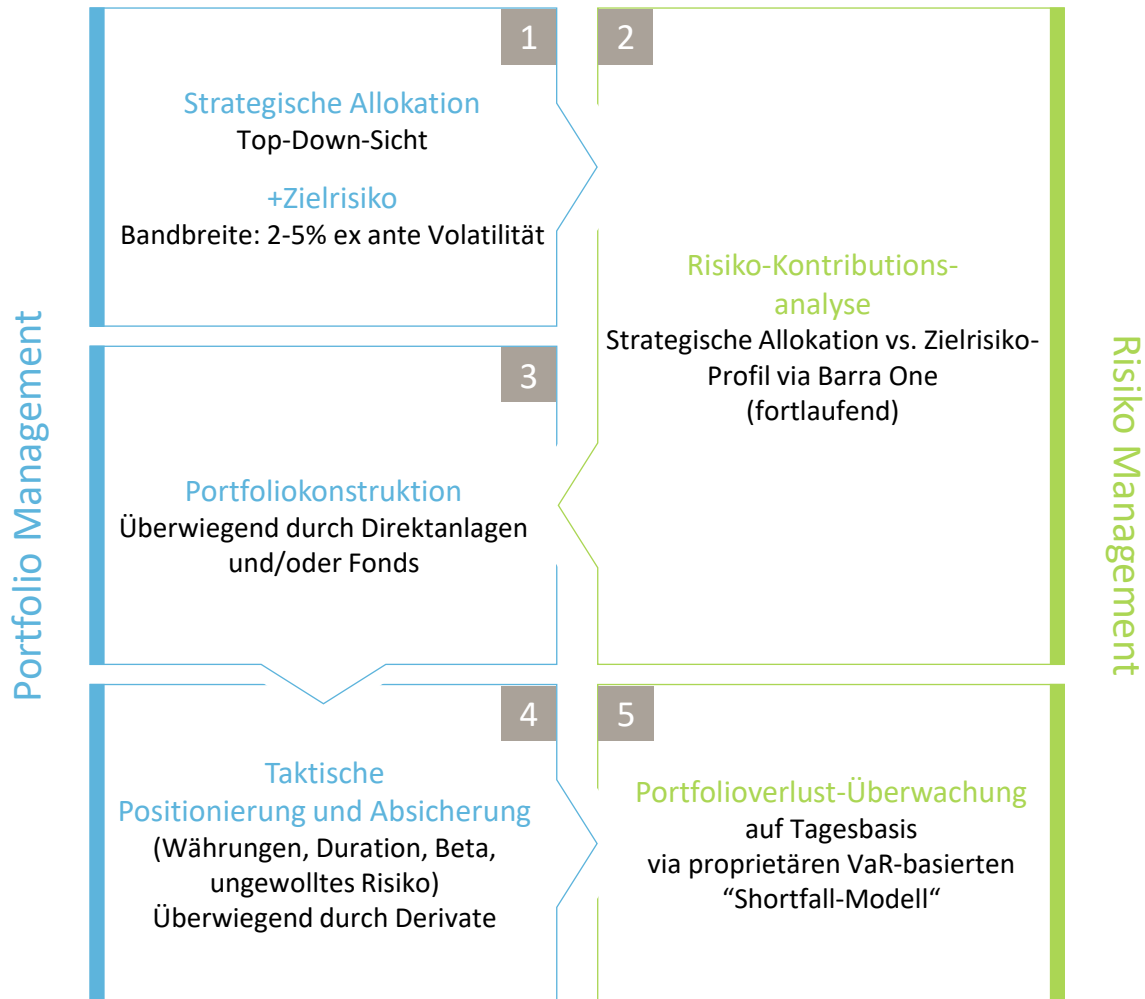 Portfolio Management
1
Strategische Allokation
Top-Down-Sicht
+Zielrisiko
Bandbreite: 2-5% ex ante Volatilität
2
Risiko-Kontributions-
analyse
Strategische Allokation vs. Zielrisiko-
Profil via Barra One
(fortlaufend)
3
Portfoliokonstruktion
Überwiegend durch Direktanlagen
und/oder Fonds
4
Taktische
Positionierung und Absicherung
(Währungen, Duration, Beta,
ungewolltes Risiko)
Überwiegend durch Derivate
5
Portfolioverlust-Überwachung
auf Tagesbasis
via proprietären VaR-basierten
“Shortfall-Modell“
Risiko Management